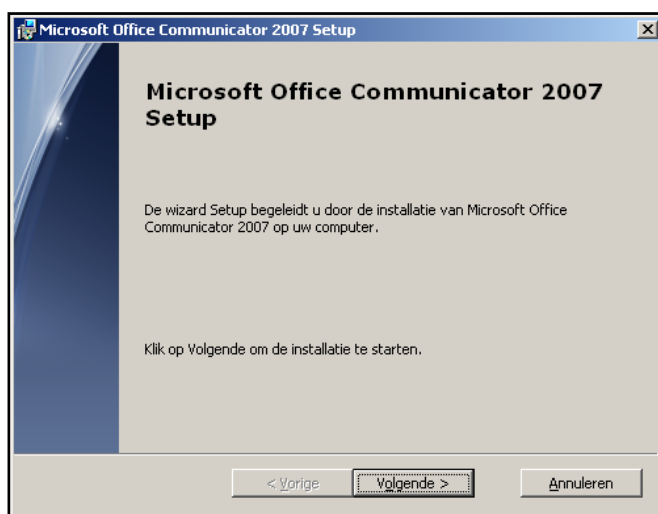 Microsoft Office Communicator 2007 Setup
Microsoft Office Communicator 2007
Setup
De wizard Setup begeleidt u door de installatie van Microsoft Office
Communicator 2007 op uw computer.
Klik op Volgende om de installatie te starten.
< Vorige
Volgende >
Annuleren